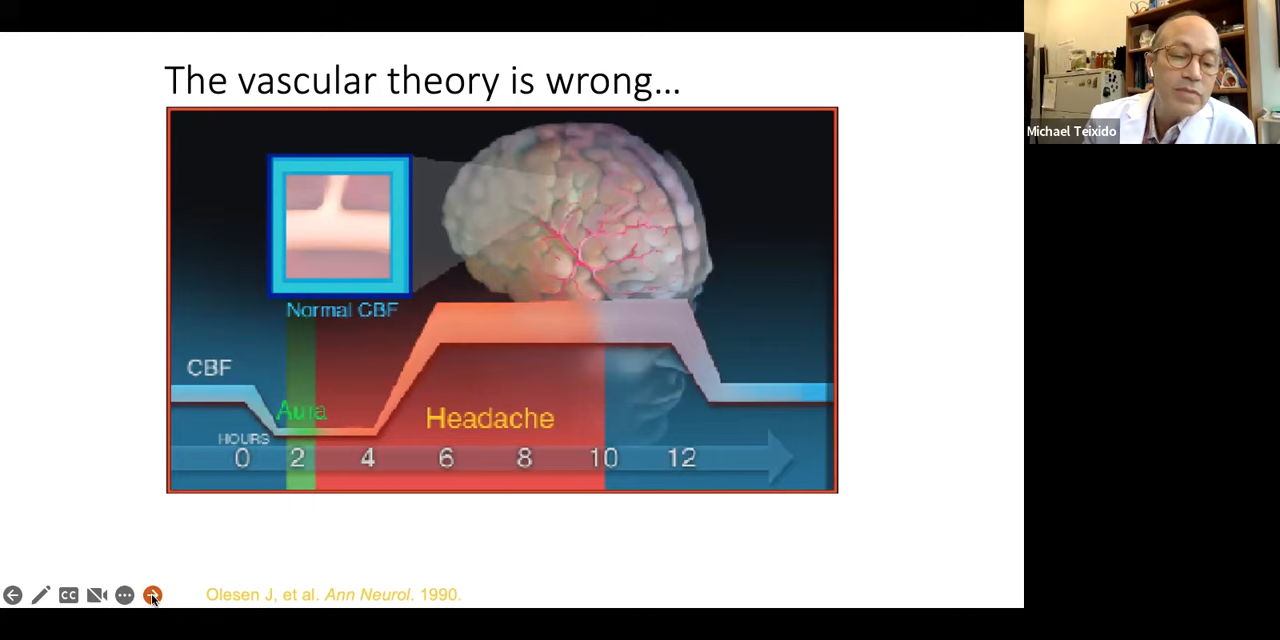 The vascular theory is wrong...
Michael Teixido
Normal CBF
CBF
Aura
Headache
HOURS
0 2 4 6 8 10 12
CC
Olesen J, et al. Ann Neurol. 1990.